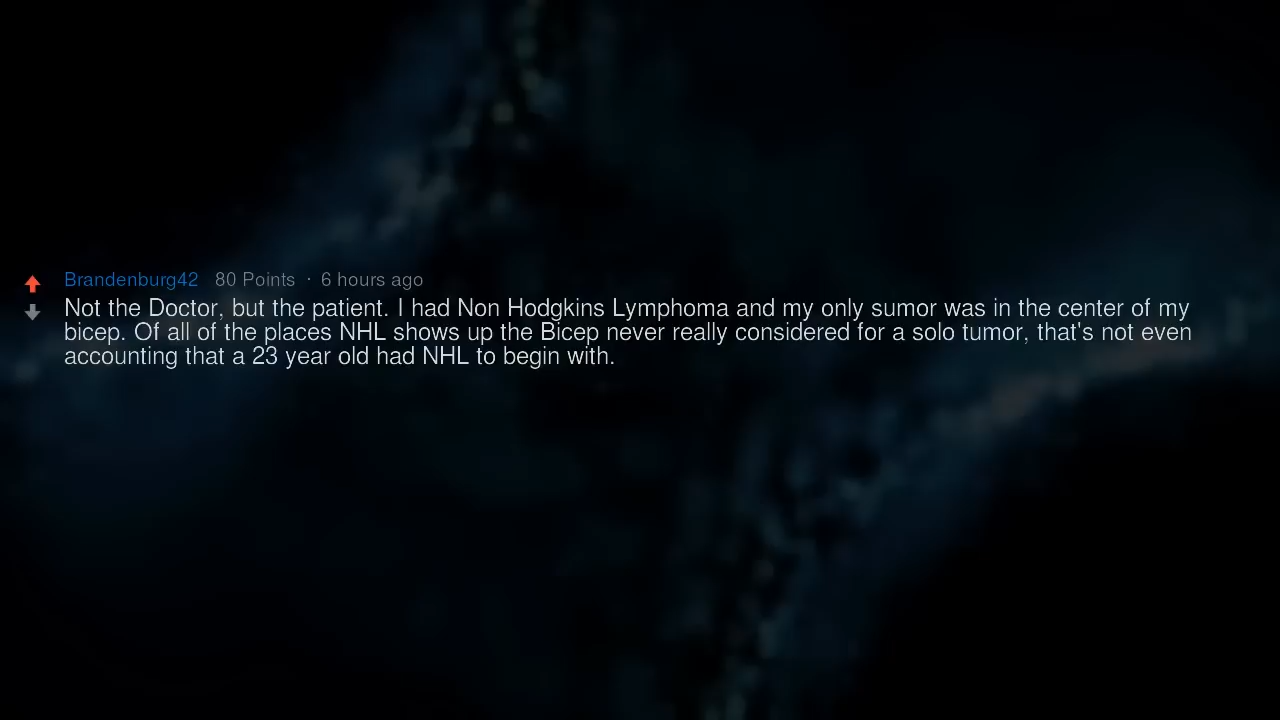 Brandenburg42 80 Points · 6 hours ago
Not the Doctor, but the patient. I had Non Hodgkins Lymphoma and my only sumor was in the center of my
bicep. Of all of the places NHL shows up the Bicep never really considered for a solo tumor, that's not even
accounting that a 23 year old had NHL to begin with.